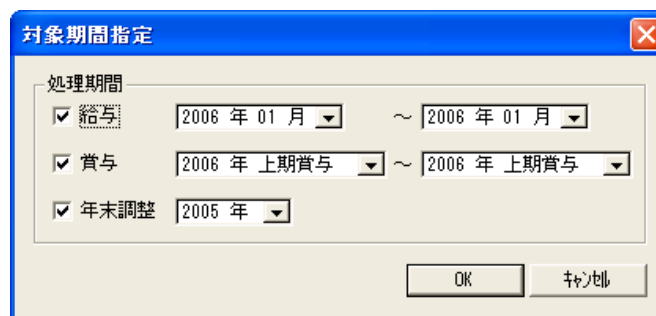 対象期間指定
処理期間
給与 2006 年 01 月 ～ 2006 年 01 月
賞与 2006 年 上期賞与 ～ 2006 年 上期賞与
年末調整 2005 年
OK ｷｬﾝｾﾙ